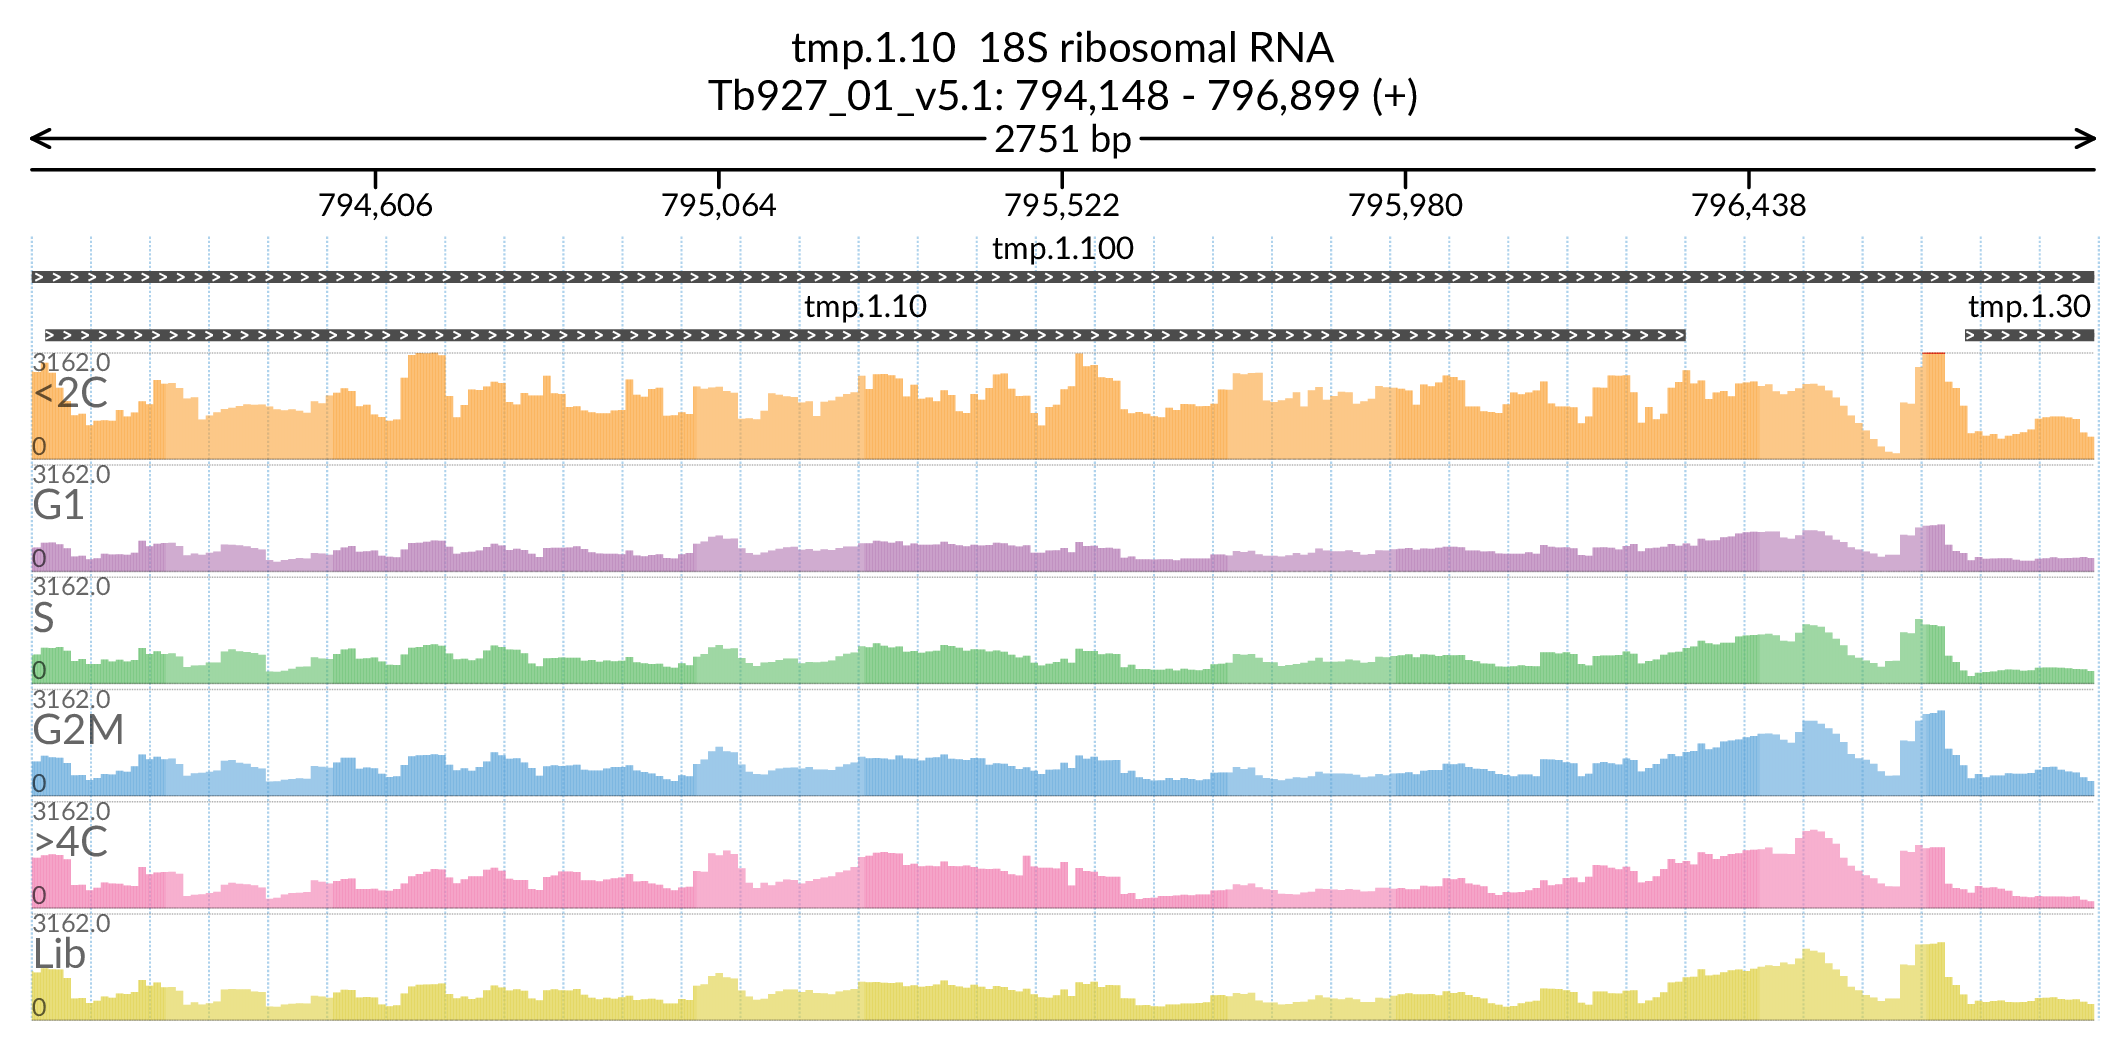 tmp.1.10 18S ribosomal RNA
Tb927_01_v5.1: 794,148 - 796,899 (+)
2751 bp
794,606 795,064 795,522 795,980 796,438
tmp.1.100
tmp.1.10 tmp.1.30
3162.0
<2C
0
3162.0
G1
0
3162.0
S
0
3162.0
G2M
0
3162.0
>4C
0
3162.0
Lib
0